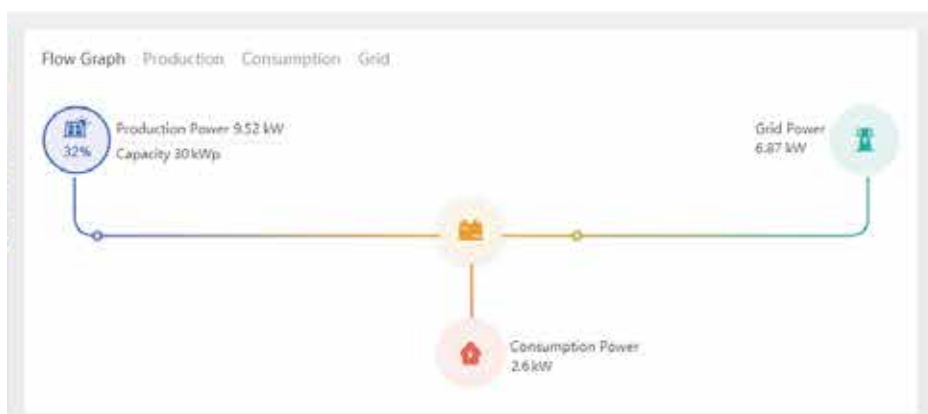 Flow Graph Production Consumption Grid
32%
Production Power 9.52 kW
Capacity 30 kWp
Grid Power
6.87 kW
Consumption Power
2.6 kW